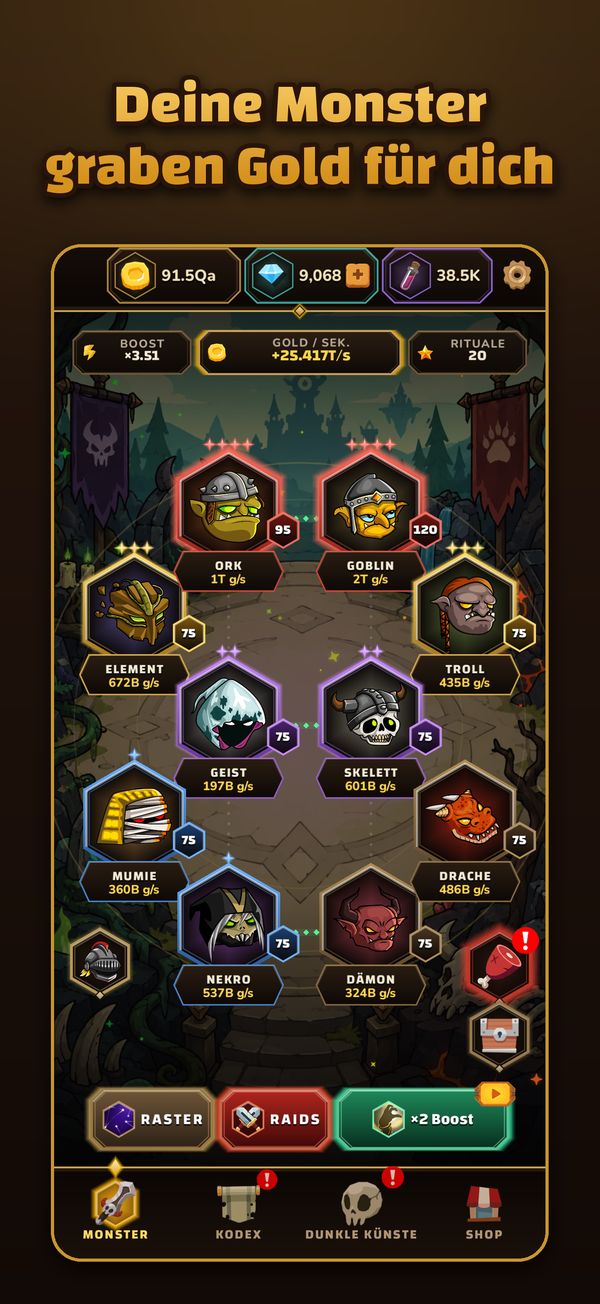 Deine Monster
graben Gold für dich
91.5Qa
9,068
38.5K
BOOST
×3.51
GOLD / SEK.
+25.417T/s
RITUALE
20
95
ORK
1T g/s
120
GOBLIN
2T g/s
75
ELEMENT
672B g/s
75
TROLL
435B g/s
75
GEIST
197B g/s
75
SKELETT
601B g/s
75
MUMIE
360B g/s
75
DRACHE
486B g/s
75
NEKRO
537B g/s
75
DÄMON
324B g/s
!
RASTER
RAIDS
×2 Boost
MONSTER
!
KODEX
!
DUNKLE KÜNSTE
SHOP